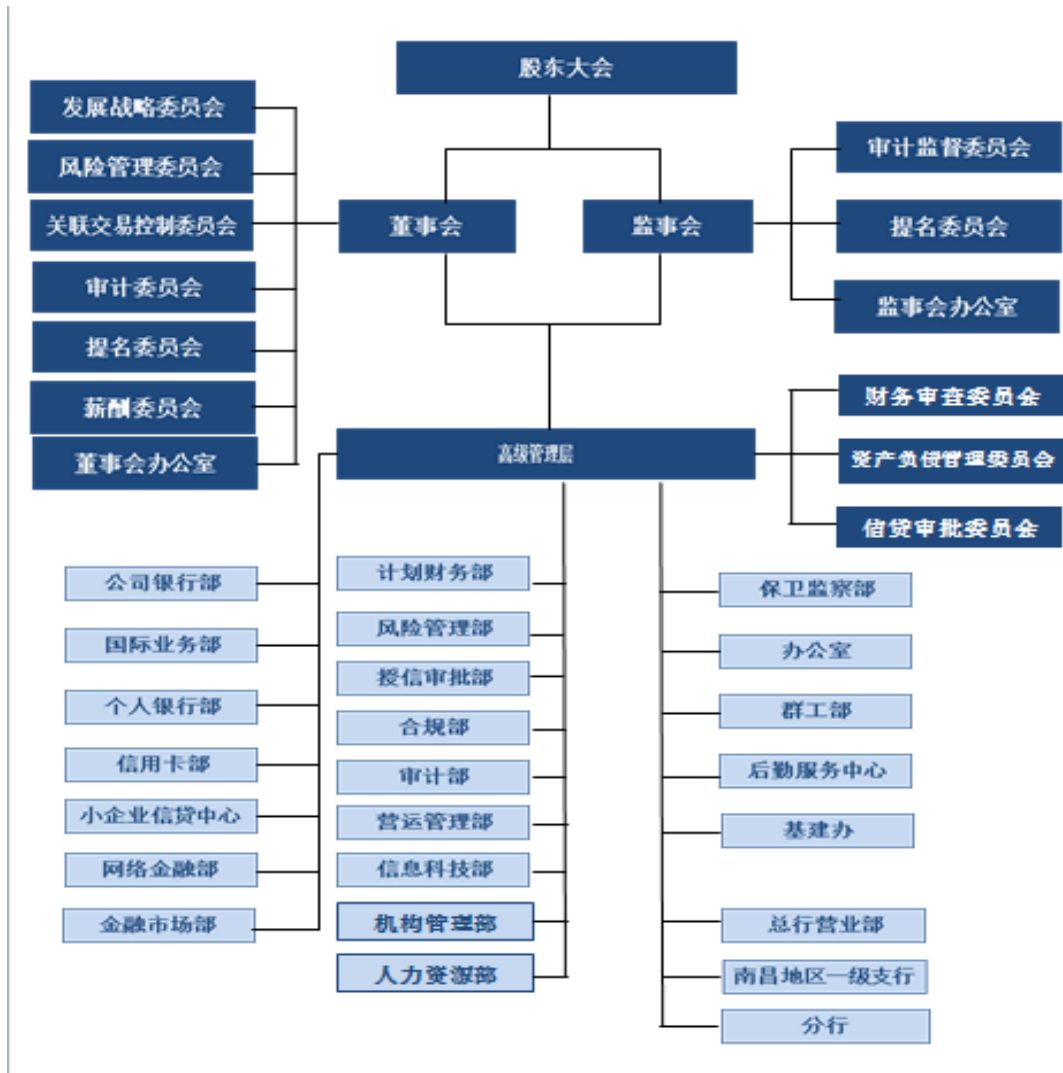 股东大会
发展战略委员会
风险管理委员会
关联交易控制委员会
审计委员会
提名委员会
薪酬委员会
董事会办公室
董事会
监事会
审计监督委员会
提名委员会
监事会办公室
高级管理层
财务审查委员会
资产负债管理委员会
信贷审批委员会
公司银行部
国际业务部
个人银行部
信用卡部
小企业信贷中心
网络金融部
金融市场部
计划财务部
风险管理部
授信审批部
合规部
审计部
营运管理部
信息科技部
机构管理部
人力资源部
保卫监察部
办公室
群工部
后勤服务中心
基建办
总行营业部
南昌地区一级支行
分行